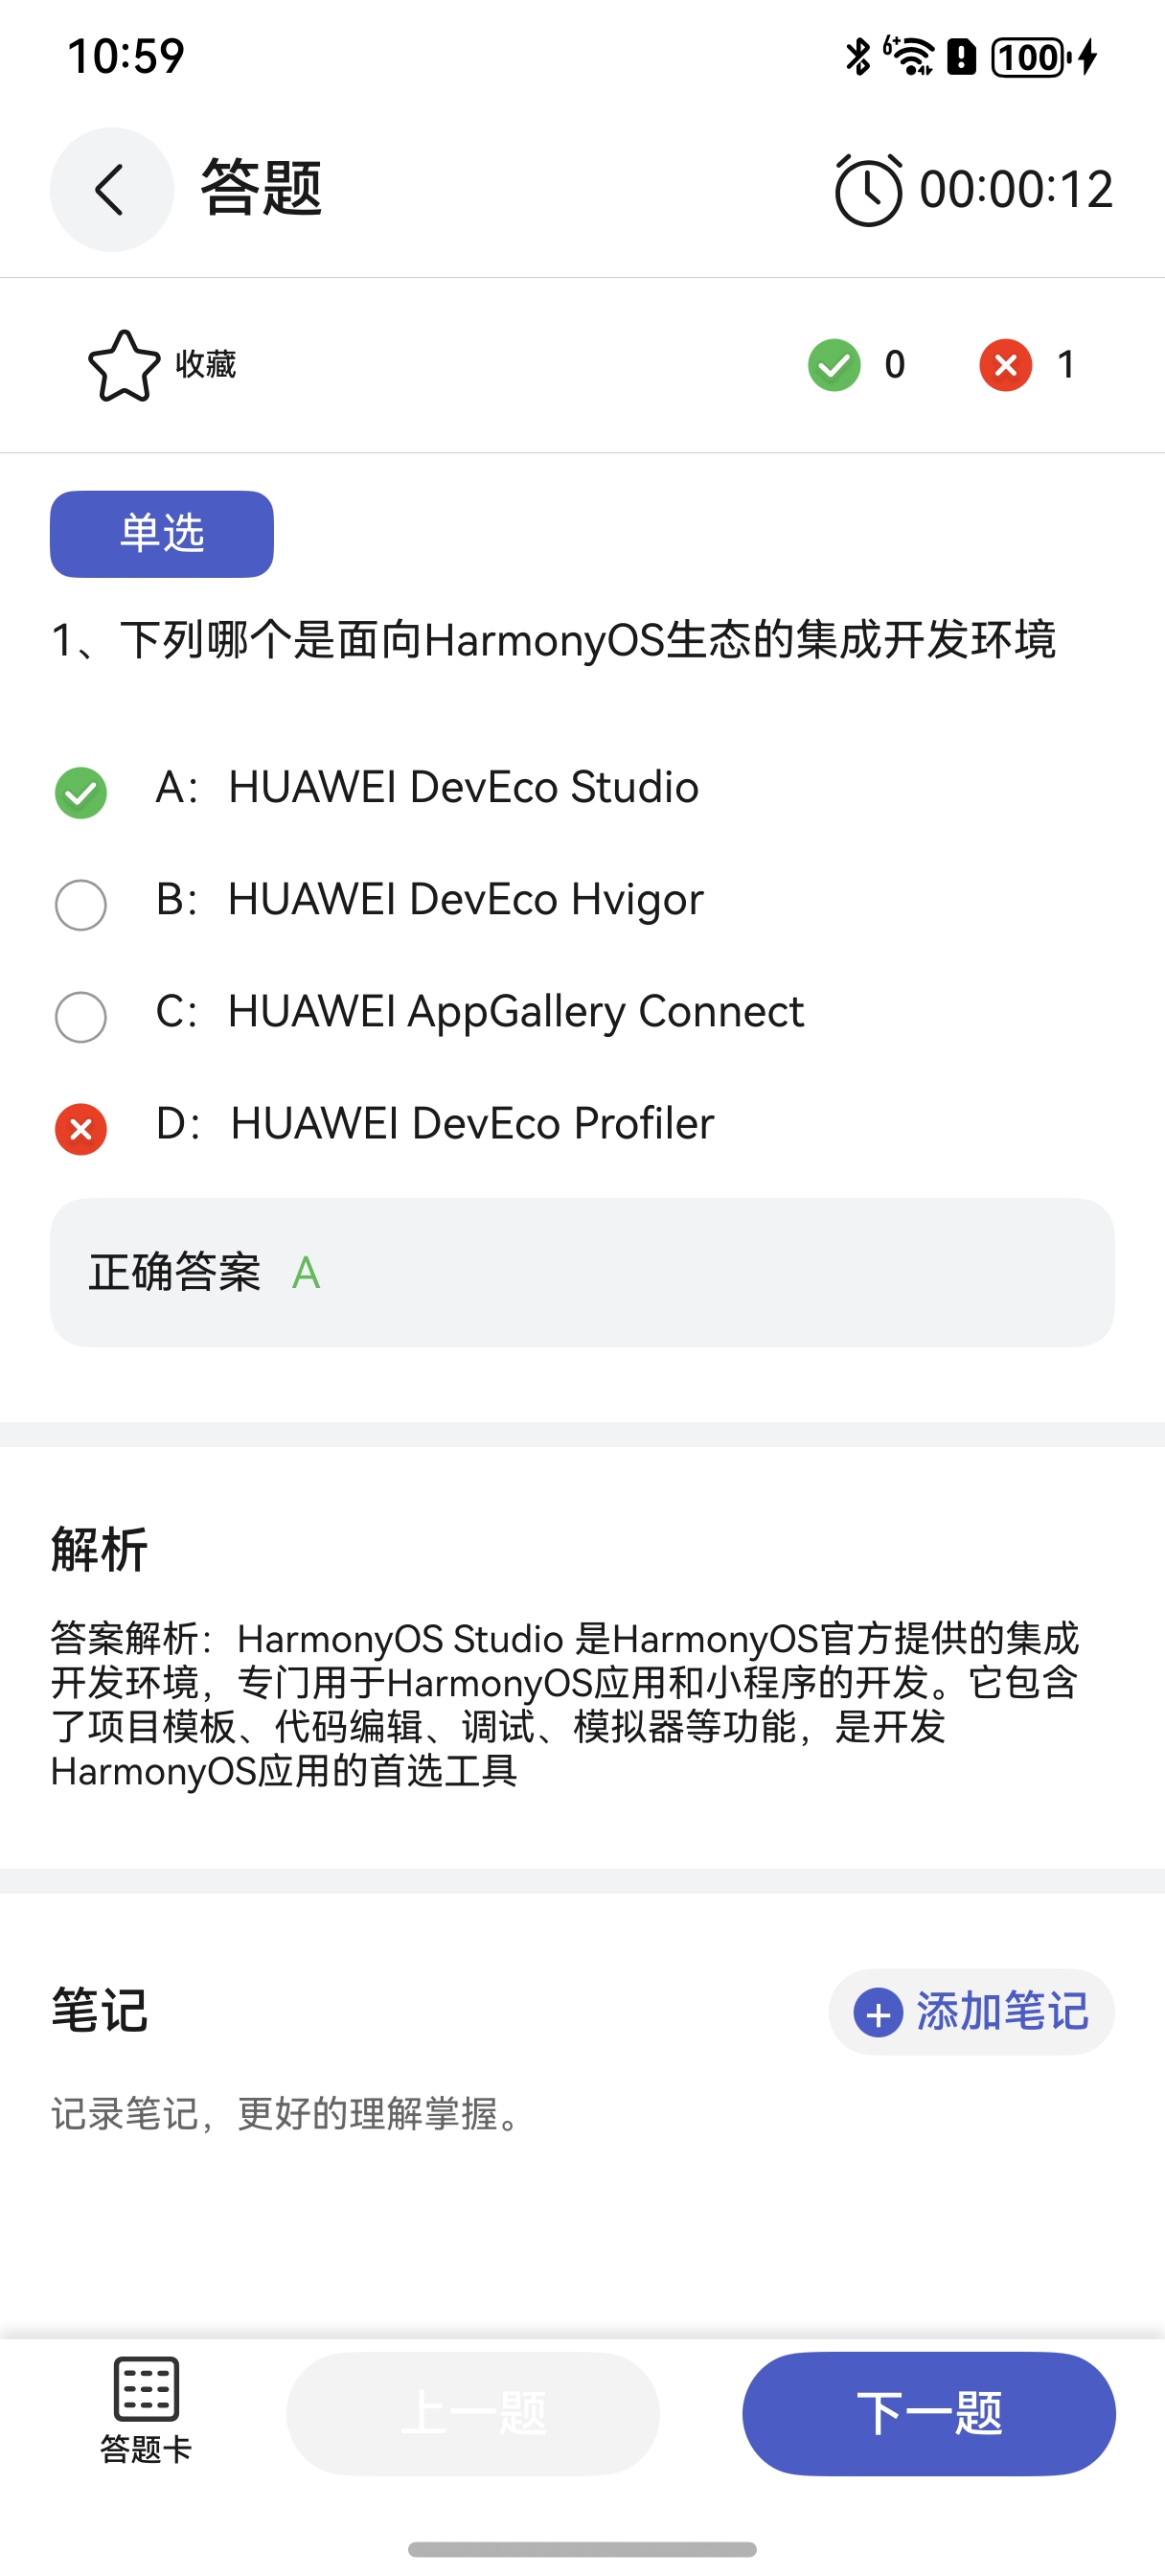 10:59
6+
100
答题
00:00:12
收藏
0
1
单选
1、下列哪个是面向HarmonyOS生态的集成开发环境
A：HUAWEI DevEco Studio
B：HUAWEI DevEco Hvigor
C：HUAWEI AppGallery Connect
D：HUAWEI DevEco Profiler
正确答案 A
解析
答案解析：HarmonyOS Studio 是HarmonyOS官方提供的集成
开发环境，专门用于HarmonyOS应用和小程序的开发。它包含
了项目模板、代码编辑、调试、模拟器等功能，是开发
HarmonyOS应用的首选工具
笔记
添加笔记
记录笔记，更好的理解掌握。
答题卡
上一题
下一题